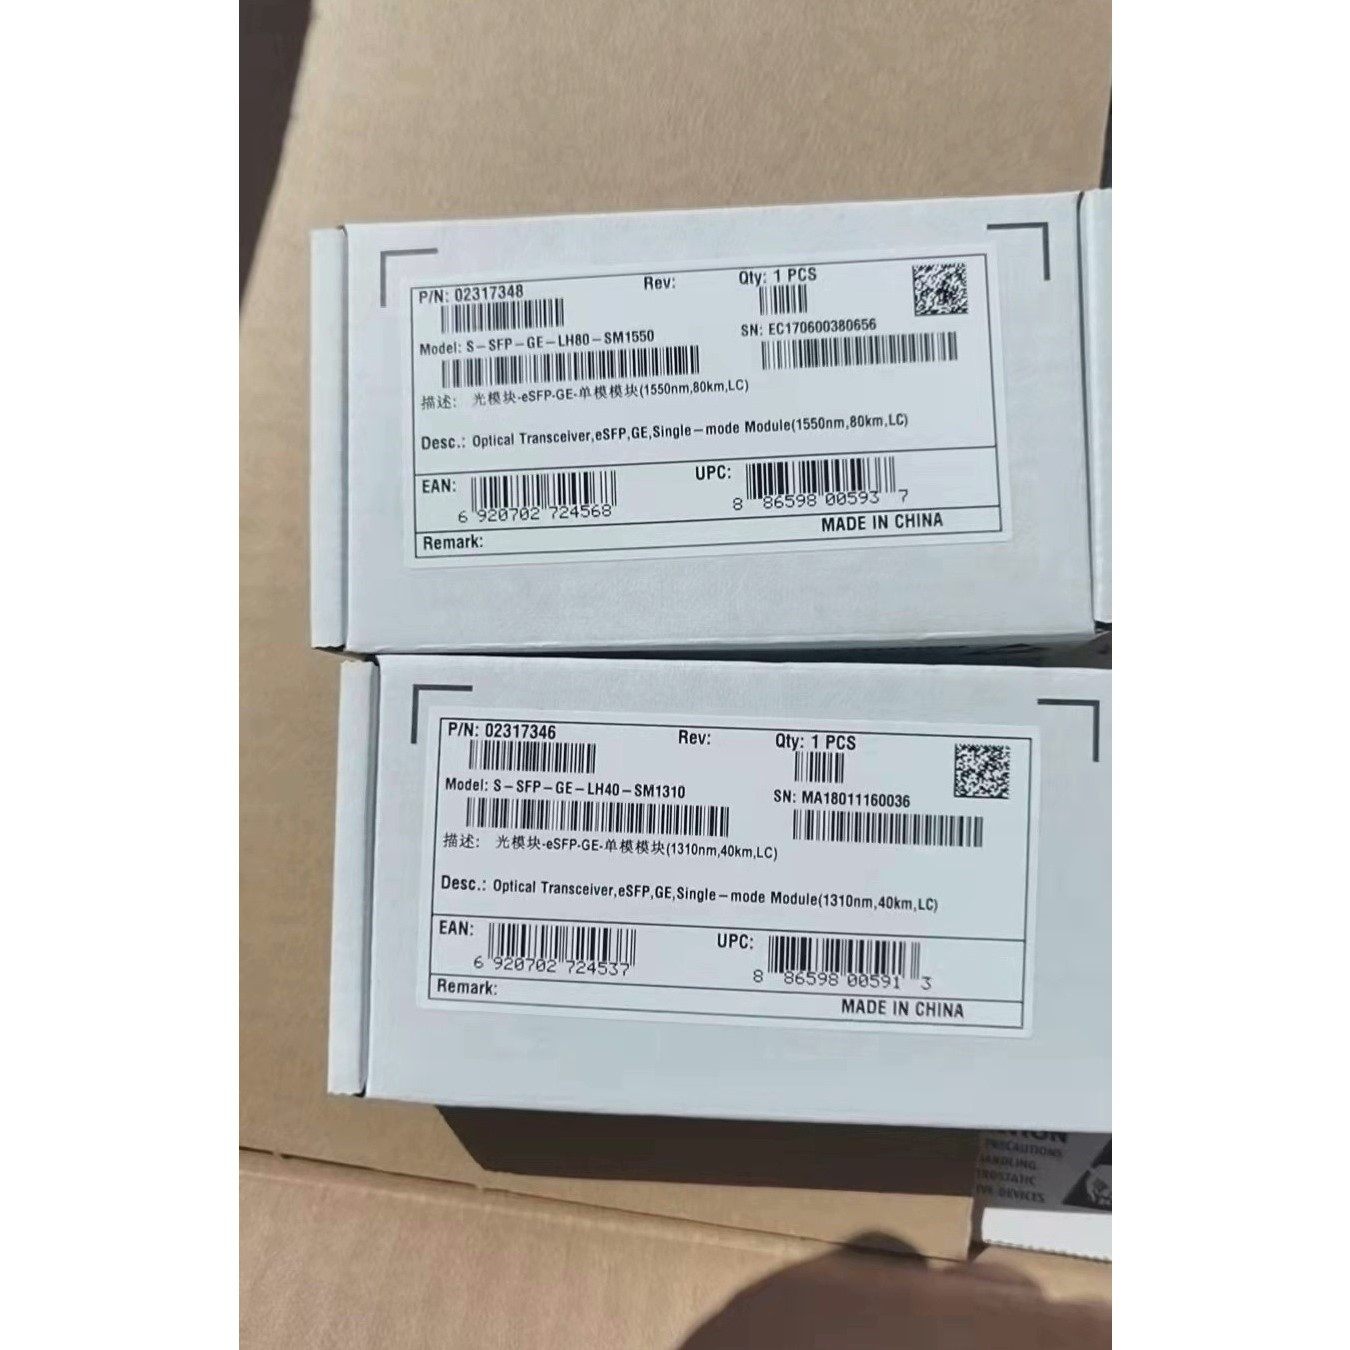 P/N: 02317348 Rev: Qty: 1 PCS
SN: EC170600380656
Model: S-SFP-GE-LH80-SM1550
描述: 光模块-eSFP-GE-单模模块(1550nm,80km,LC)
Desc.: Optical Transceiver,eSFP,GE,Single-mode Module(1550nm,80km,LC)
EAN: 6 920702 724568 UPC: 8 86598 00593 7
MADE IN CHINA
Remark:
P/N: 02317346 Rev: Qty: 1 PCS
Model: S-SFP-GE-LH40-SM1310 SN: MA18011160036
描述: 光模块-eSFP-GE-单模模块(1310nm,40km,LC)
Desc.: Optical Transceiver,eSFP,GE,Single-mode Module(1310nm,40km,LC)
EAN: 6 920702 724537 UPC: 8 86598 00591 3
Remark: MADE IN CHINA
PRECAUTIONS
DEVICES